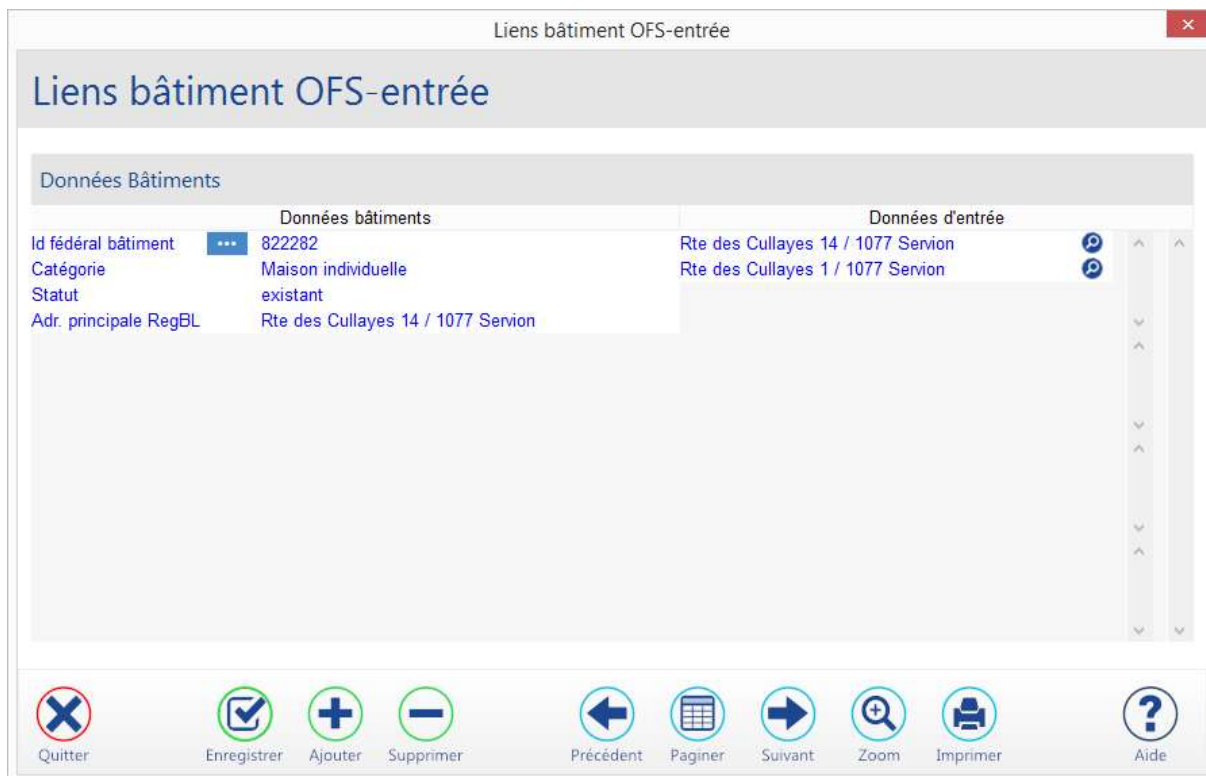 Liens bâtiment OFS-entrée
Liens bâtiment OFS-entrée
Données Bâtiments
Données bâtiments Données d'entrée
Id fédéral bâtiment ... 822282 Rte des Cullayes 14 / 1077 Servion
Catégorie Maison individuelle Rte des Cullayes 1 / 1077 Servion
Statut existant
Adr. principale RegBL Rte des Cullayes 14 / 1077 Servion
Quitter Enregistrer Ajouter Supprimer Précédent Paginer Suivant Zoom Imprimer Aide